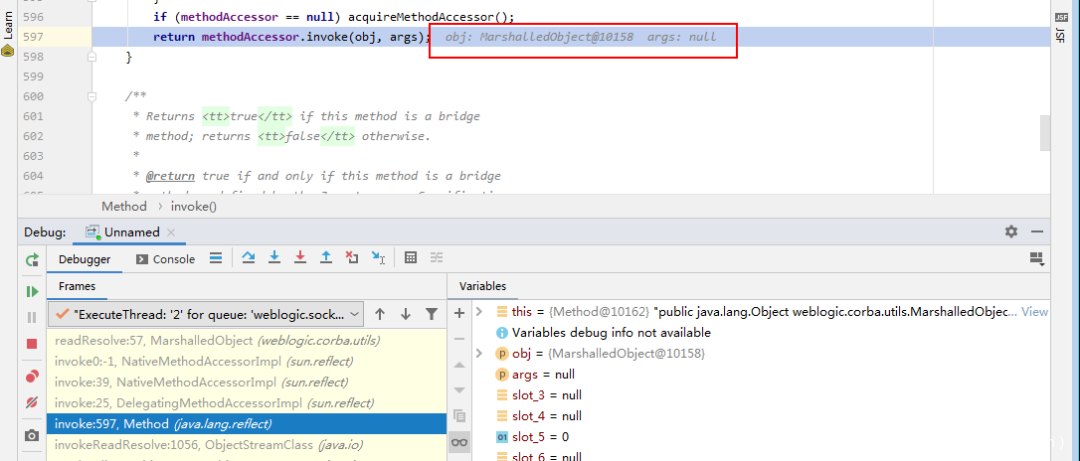 Learn
596 if (methodAccessor == null) acquireMethodAccessor();
597 return methodAccessor.invoke(obj, args); obj: MarshalledObject@10158 args: null
598 }
599
600 /**
601 * Returns <tt>true</tt> if this method is a bridge
602 * method; returns <tt>false</tt> otherwise.
603 *
604 * @return true if and only if this method is a bridge
JSF
JSF
Method › invoke()
Debug: Unnamed
Debugger Console
Frames
Variables
"ExecuteThread: '2' for queue: 'weblogic.sock...
readResolve:57, MarshalledObject (weblogic.corba.utils)
invoke0:-1, NativeMethodAccessorImpl (sun.reflect)
invoke:39, NativeMethodAccessorImpl (sun.reflect)
invoke:25, DelegatingMethodAccessorImpl (sun.reflect)
invoke:597, Method (java.lang.reflect)
invokeReadResolve:1056, ObjectStreamClass (java.io)
this = {Method@10162} "public java.lang.Object weblogic.corba.utils.MarshalledObjec... View
Variables debug info not available
obj = {MarshalledObject@10158}
args = null
slot_3 = null
slot_4 = null
slot_5 = 0
slot_6 = null